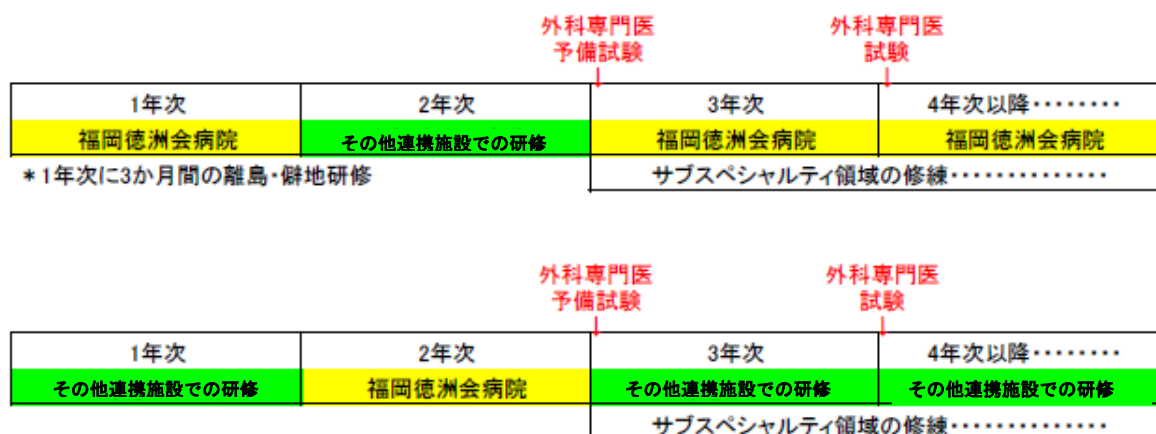 外科専門医 外科専門医
予備試験 試験
↓ ↓
1年次 2年次 3年次 4年次以降········
福岡徳洲会病院 その他連携施設での研修 福岡徳洲会病院 福岡徳洲会病院
*1年次に3か月間の離島・僻地研修 サブスペシャルティ領域の修練··············
外科専門医 外科専門医
予備試験 試験
↓ ↓
1年次 2年次 3年次 4年次以降········
その他連携施設での研修 福岡徳洲会病院 その他連携施設での研修 その他連携施設での研修
サブスペシャルティ領域の修練··············